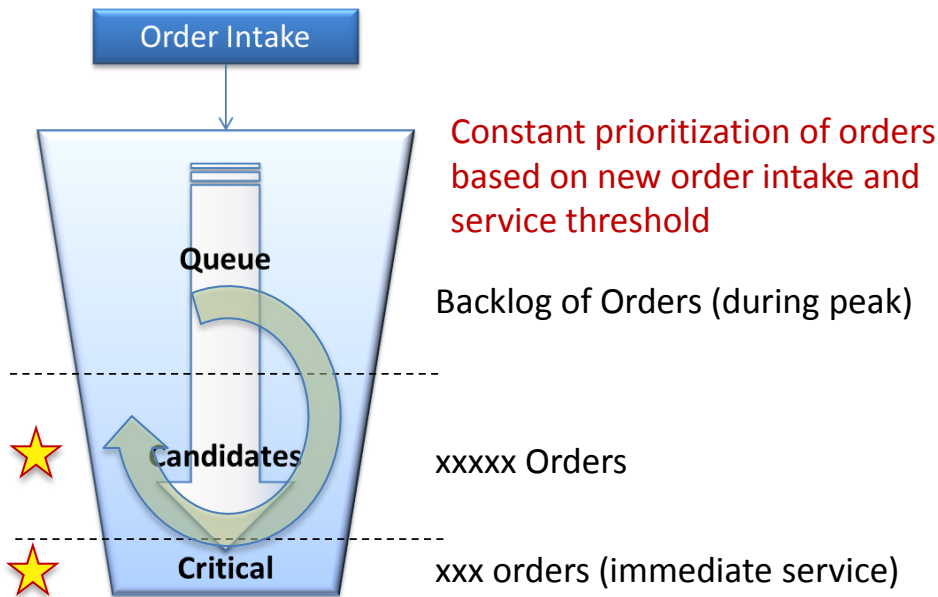 Order Intake
Constant prioritization of orders
based on new order intake and
service threshold
Queue
Backlog of Orders (during peak)
Candidates
xxxxx Orders
Critical
xxx orders (immediate service)